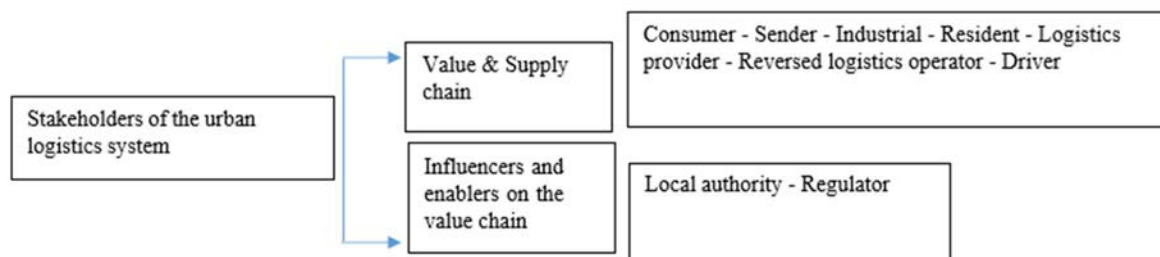 Stakeholders of the urban
logistics system
Value & Supply
chain
Consumer - Sender - Industrial - Resident - Logistics
provider - Reversed logistics operator - Driver
Influencers and
enablers on the
value chain
Local authority - Regulator